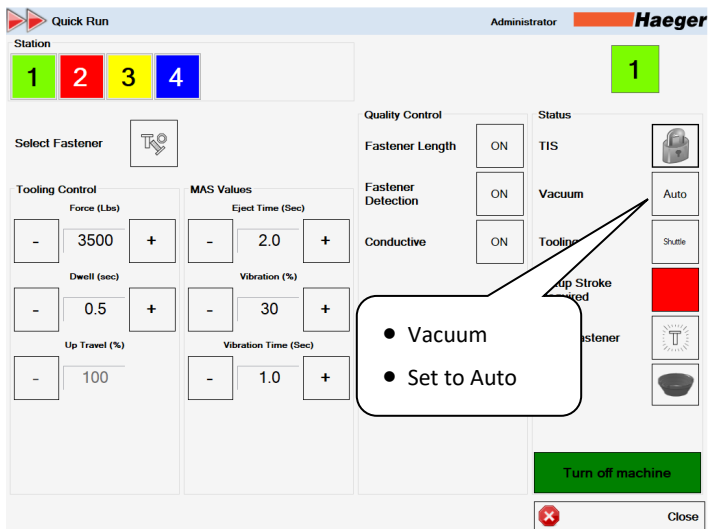 Quick Run
Administrator
Haeger
Station
1
2
3
4
1
Select Fastener
Quality Control
Fastener Length
ON
Fastener
Detection
ON
Conductive
ON
Status
TIS
Vacuum
Auto
Tooling
Shuttle
up Stroke
astener
T
Tooling Control
Force (Lbs)
-
3500
+
Dwell (sec)
-
0.5
+
Up Travel (%)
-
100
MAS Values
Eject Time (Sec)
-
2.0
+
Vibration (%)
-
30
+
Vibration Time (Sec)
-
1.0
+
• Vacuum
• Set to Auto
Turn off machine
Close